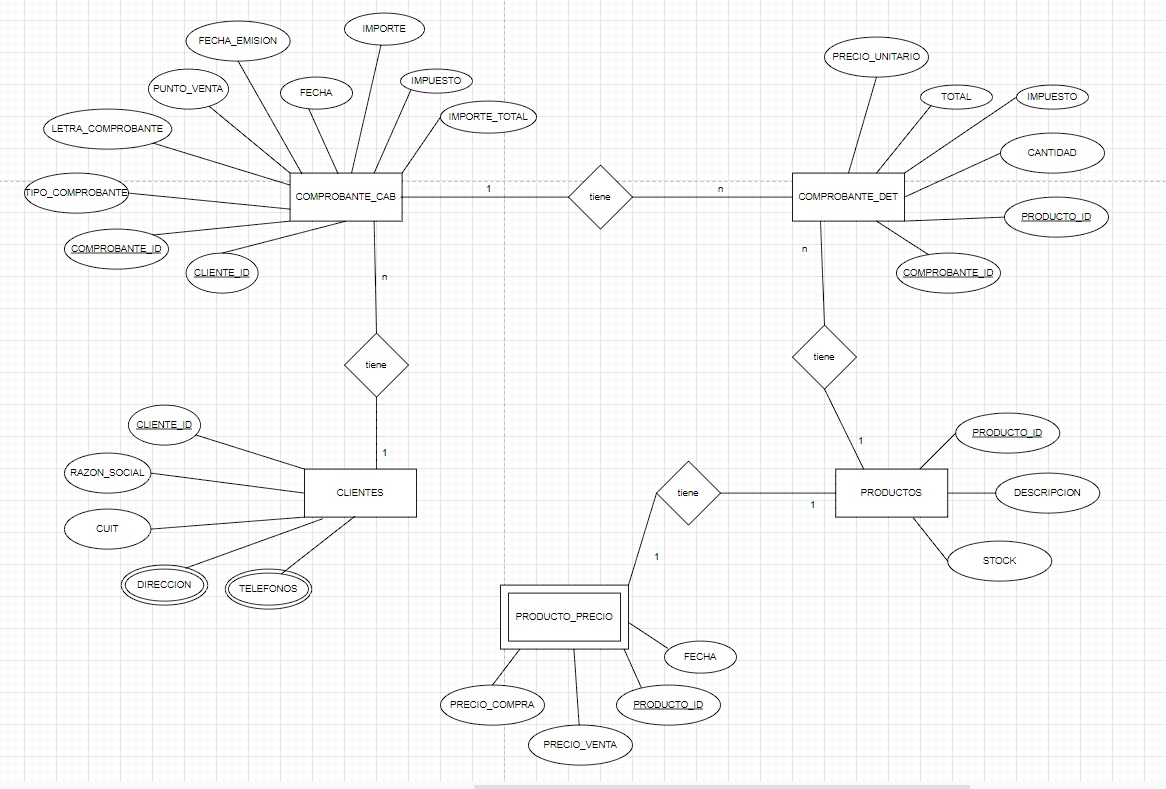 IMPORTE
FECHA_EMISION
PRECIO_UNITARIO
IMPUESTO
PUNTO_VENTA
FECHA
TOTAL
IMPUESTO
IMPORTE_TOTAL
LETRA_COMPROBANTE
CANTIDAD
TIPO_COMPROBANTE
COMPROBANTE_CAB
1
tiene
n
COMPROBANTE_DET
PRODUCTO_ID
COMPROBANTE_ID
CLIENTE_ID
COMPROBANTE_ID
n
n
tiene
tiene
CLIENTE_ID
1
1
PRODUCTO_ID
RAZON_SOCIAL
CLIENTES
tiene
1
PRODUCTOS
DESCRIPCION
CUIT
1
STOCK
DIRECCION
TELEFONOS
PRODUCTO_PRECIO
FECHA
PRECIO_COMPRA
PRODUCTO_ID
PRECIO_VENTA